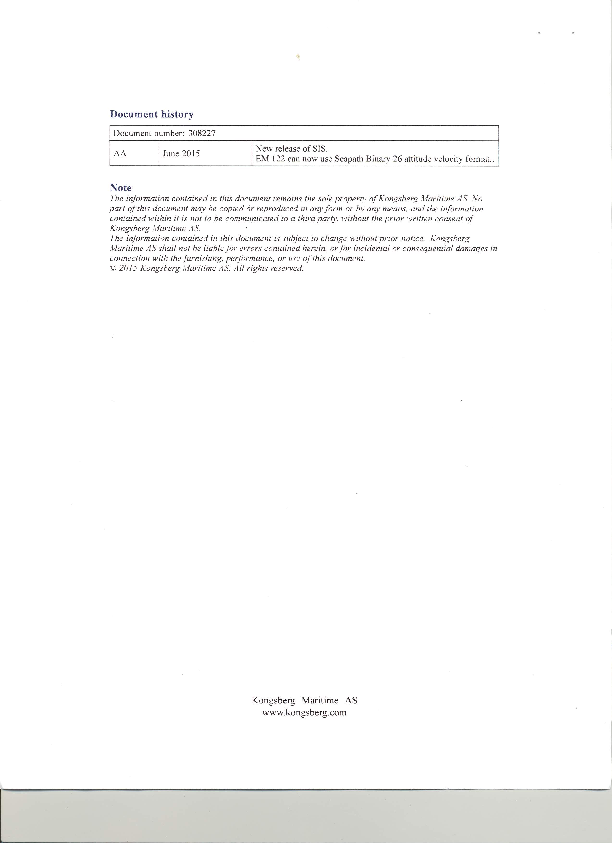 Document history
Document number: 308227
AA June 2015 New release of SIS.
EM 122 can now use Seapath Binary 26 attitude velocity format..
Note
The information contained in this document remains the sole property of Kongsberg Maritime AS. No
part of this document may be copied or reproduced in any form or by any means, and the information
contained within it is not to be communicated to a third party, without the prior written consent of
Kongsberg Maritime AS.
The information contained in this document is subject to change without prior notice. Kongsberg
Maritime AS shall not be liable for errors contained herein, or for incidental or consequential damages in
connection with the furnishing, performance, or use of this document.
© 2015 Kongsberg Maritime AS. All rights reserved.
Kongsberg Maritime AS
www.kongsberg.com